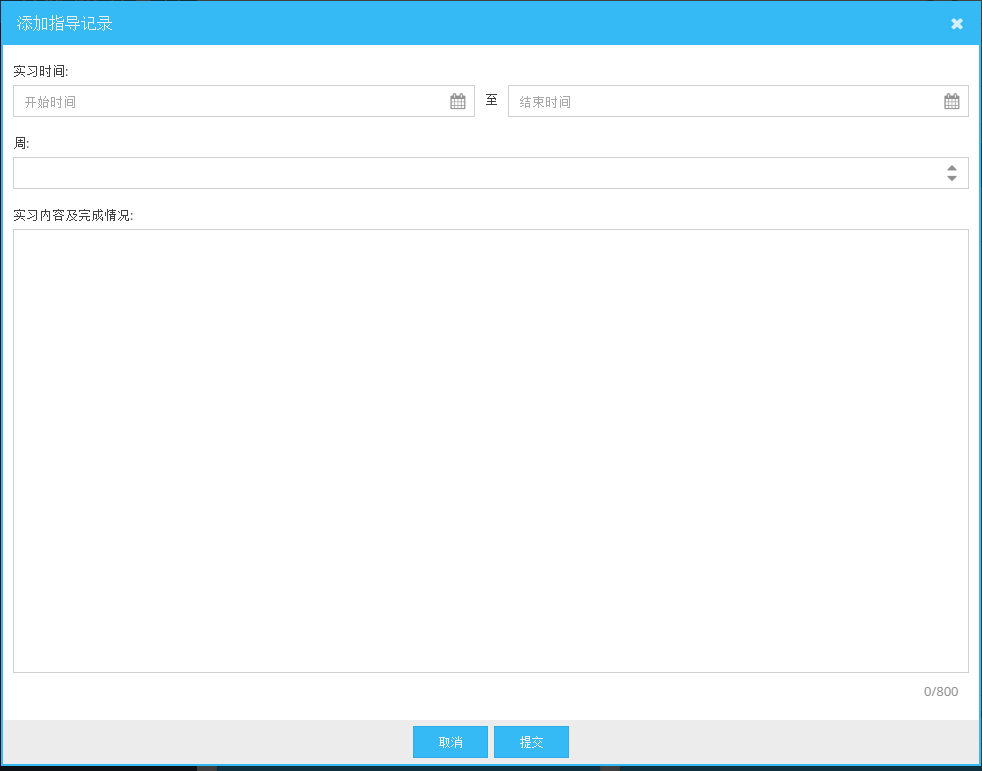 添加指导记录
实习时间:
开始时间 至 结束时间
周:
实习内容及完成情况:
0/800
取消 提交